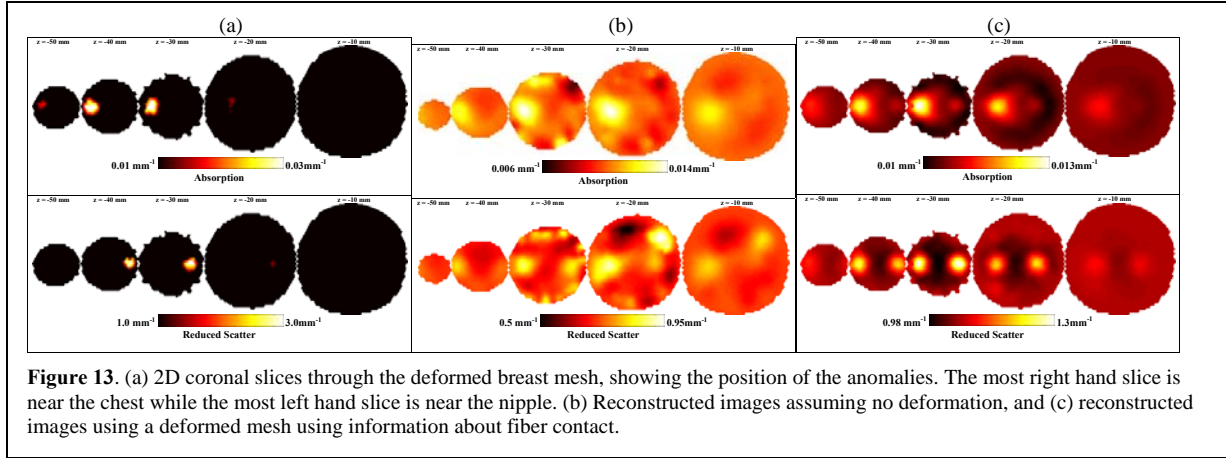 (a) (b) (c)
z = -50 mm z = -40 mm z = -30 mm z = -20 mm z = -10 mm
z = -50 mm z = -40 mm z = -30 mm z = -20 mm z = -10 mm
z = -50 mm z = -40 mm z = -30 mm z = -20 mm z = -10 mm
0.01 mm⁻¹ 0.03mm⁻¹
Absorption
0.006 mm⁻¹ 0.014mm⁻¹
Absorption
0.01 mm⁻¹ 0.013mm⁻¹
Absorption
z = -50 mm z = -40 mm z = -30 mm z = -20 mm z = -10 mm
z = -50 mm z = -40 mm z = -30 mm z = -20 mm z = -10 mm
z = -50 mm z = -40 mm z = -30 mm z = -20 mm z = -10 mm
1.0 mm⁻¹ 3.0mm⁻¹
Reduced Scatter
0.5 mm⁻¹ 0.95mm⁻¹
Reduced Scatter
0.98 mm⁻¹ 1.3mm⁻¹
Reduced Scatter
Figure 13. (a) 2D coronal slices through the deformed breast mesh, showing the position of the anomalies. The most right hand slice is
near the chest while the most left hand slice is near the nipple. (b) Reconstructed images assuming no deformation, and (c) reconstructed
images using a deformed mesh using information about fiber contact.